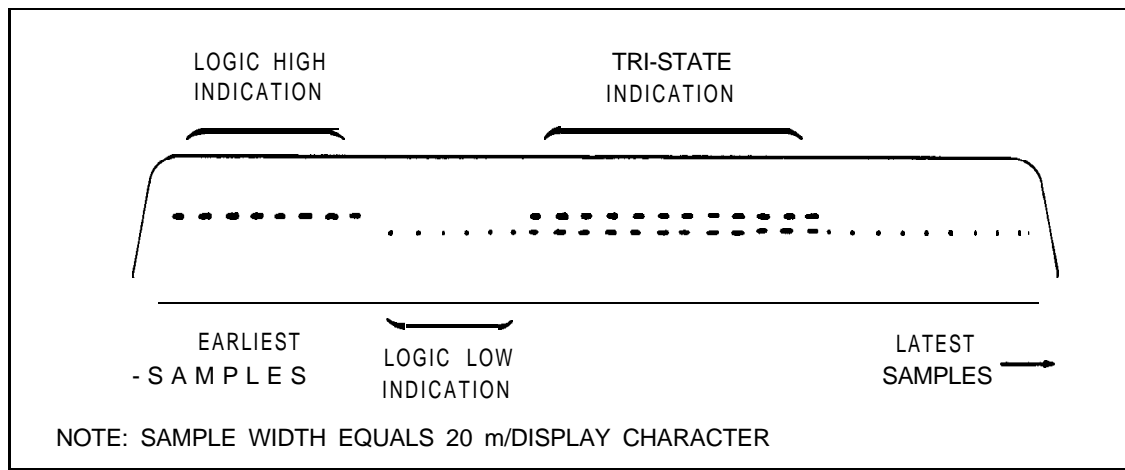 LOGIC HIGH
INDICATION
TRI-STATE
INDICATION
EARLIEST
-SAMPLES
LOGIC LOW
INDICATION
LATEST
SAMPLES
NOTE: SAMPLE WIDTH EQUALS 20 m/DISPLAY CHARACTER